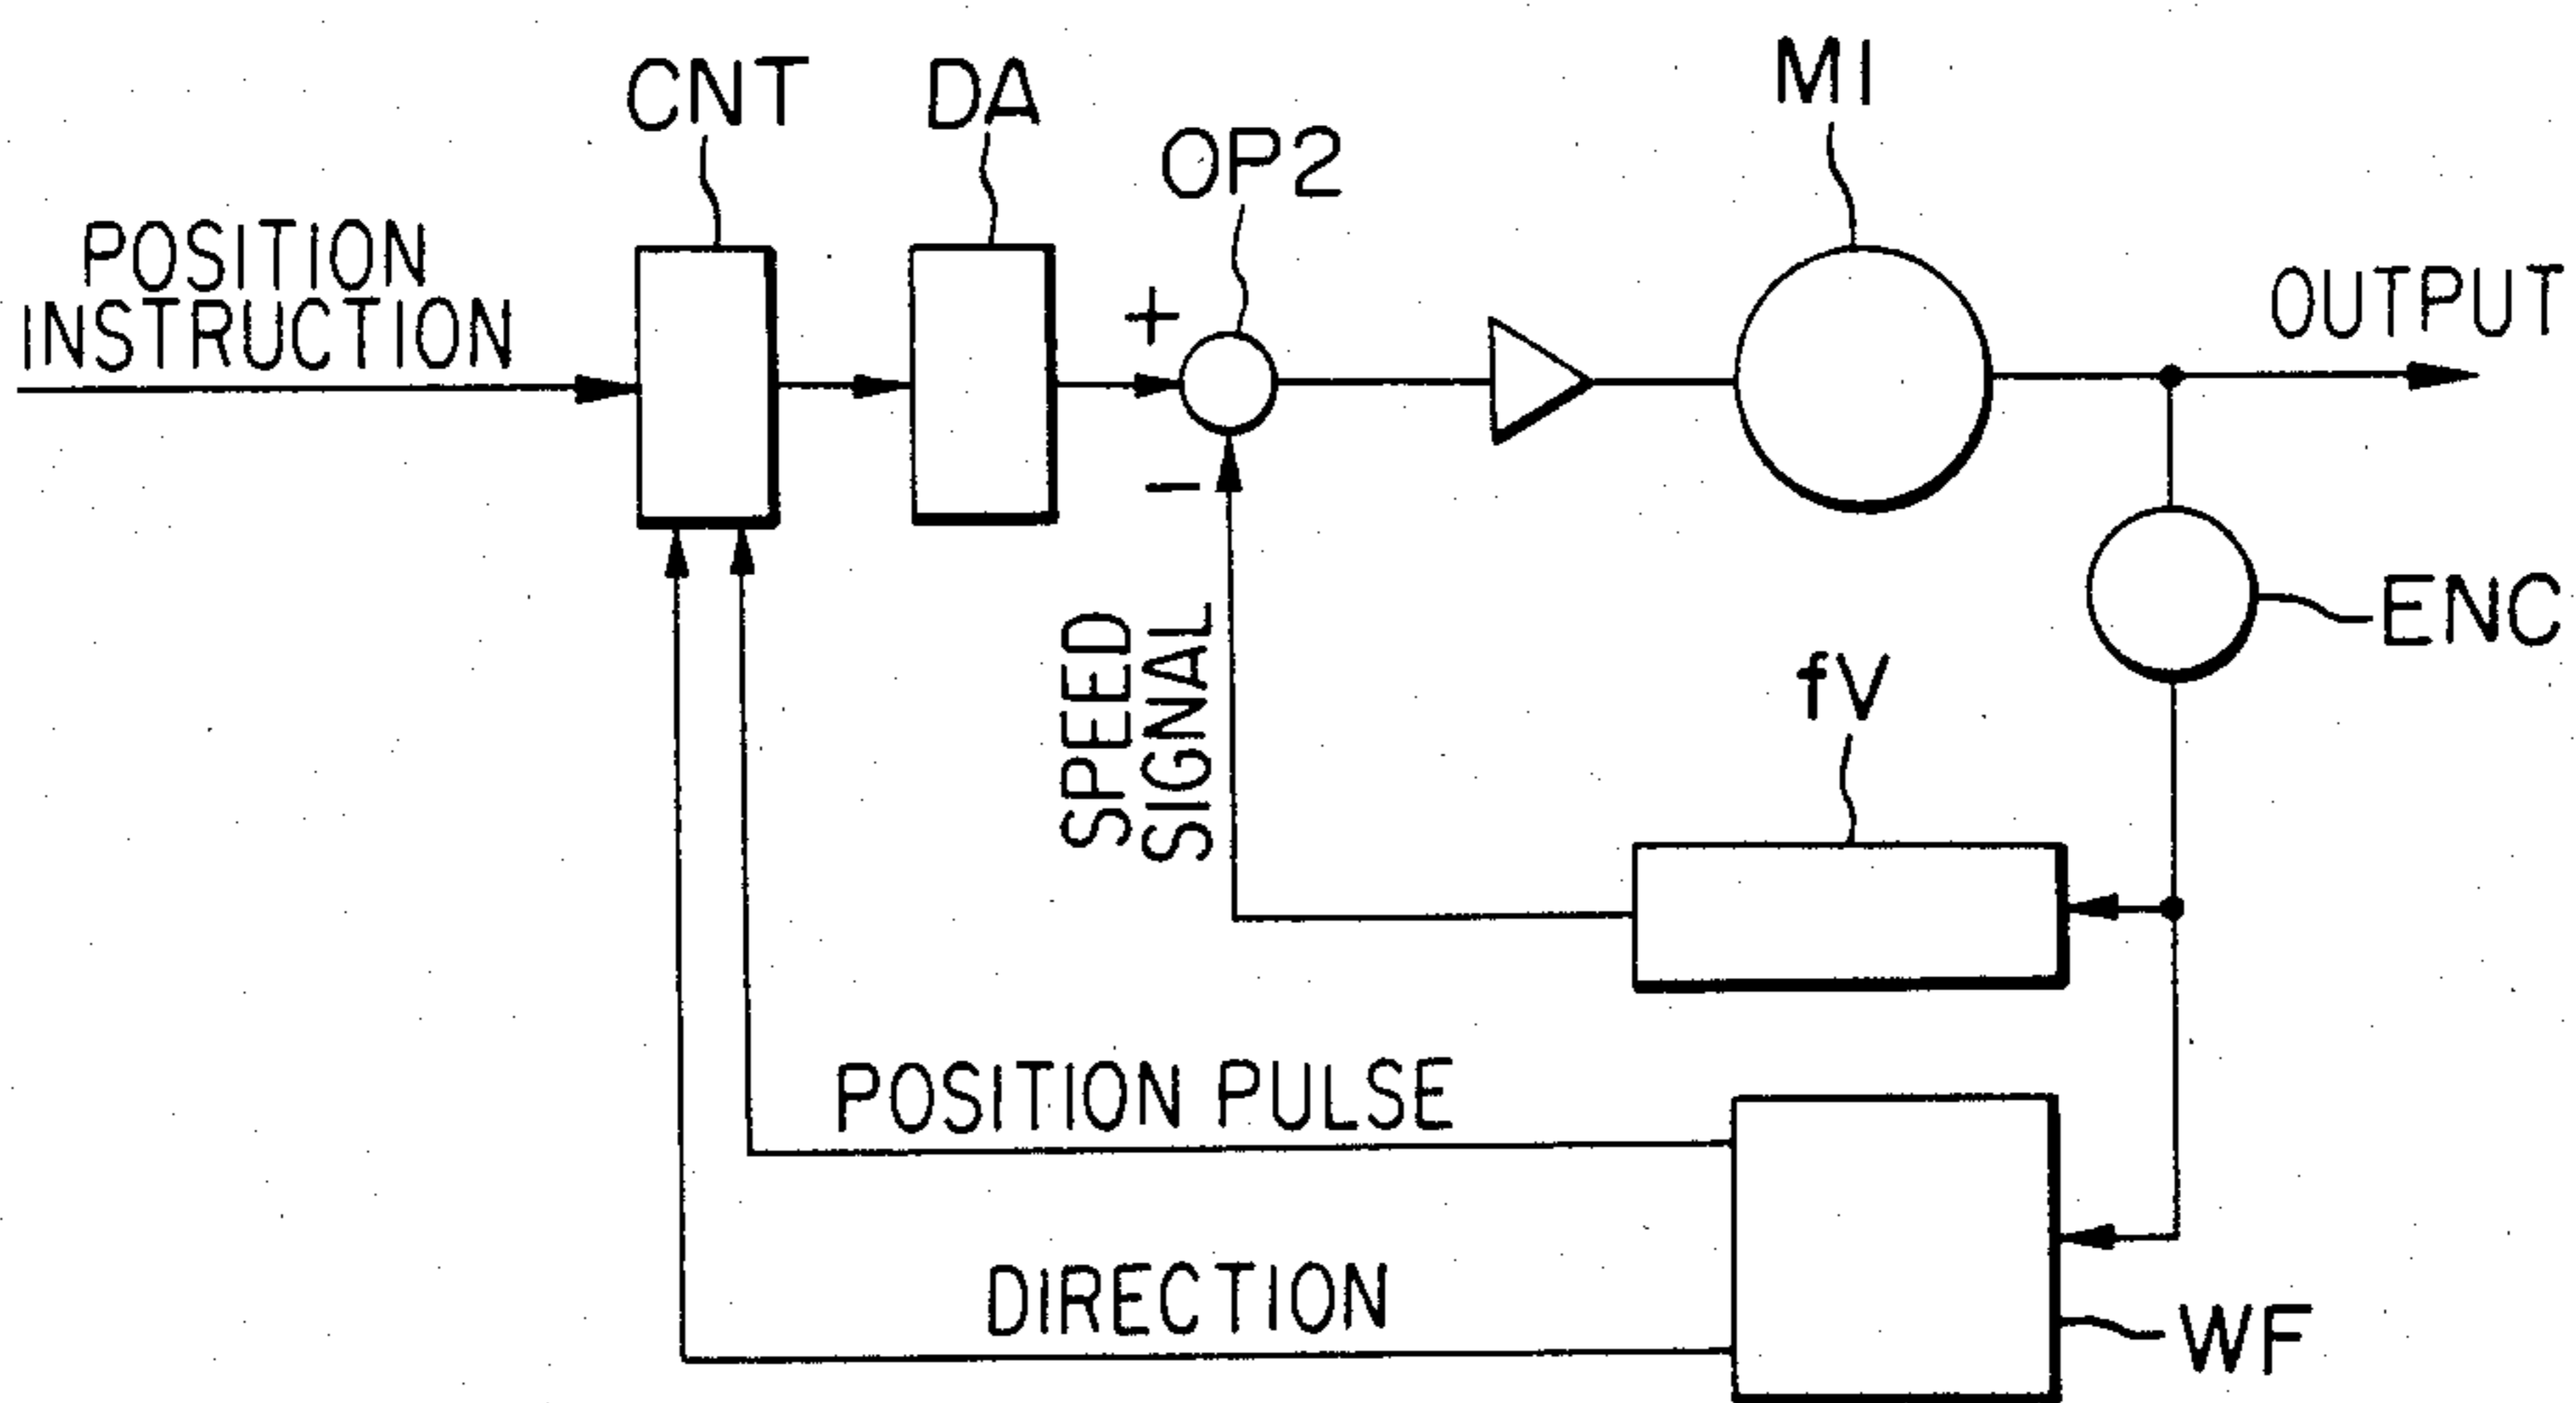 CNT
DA
OP2
M1
POSITION
INSTRUCTION
OUTPUT
+
−
SPEED
SIGNAL
ENC
fV
POSITION PULSE
DIRECTION
WF